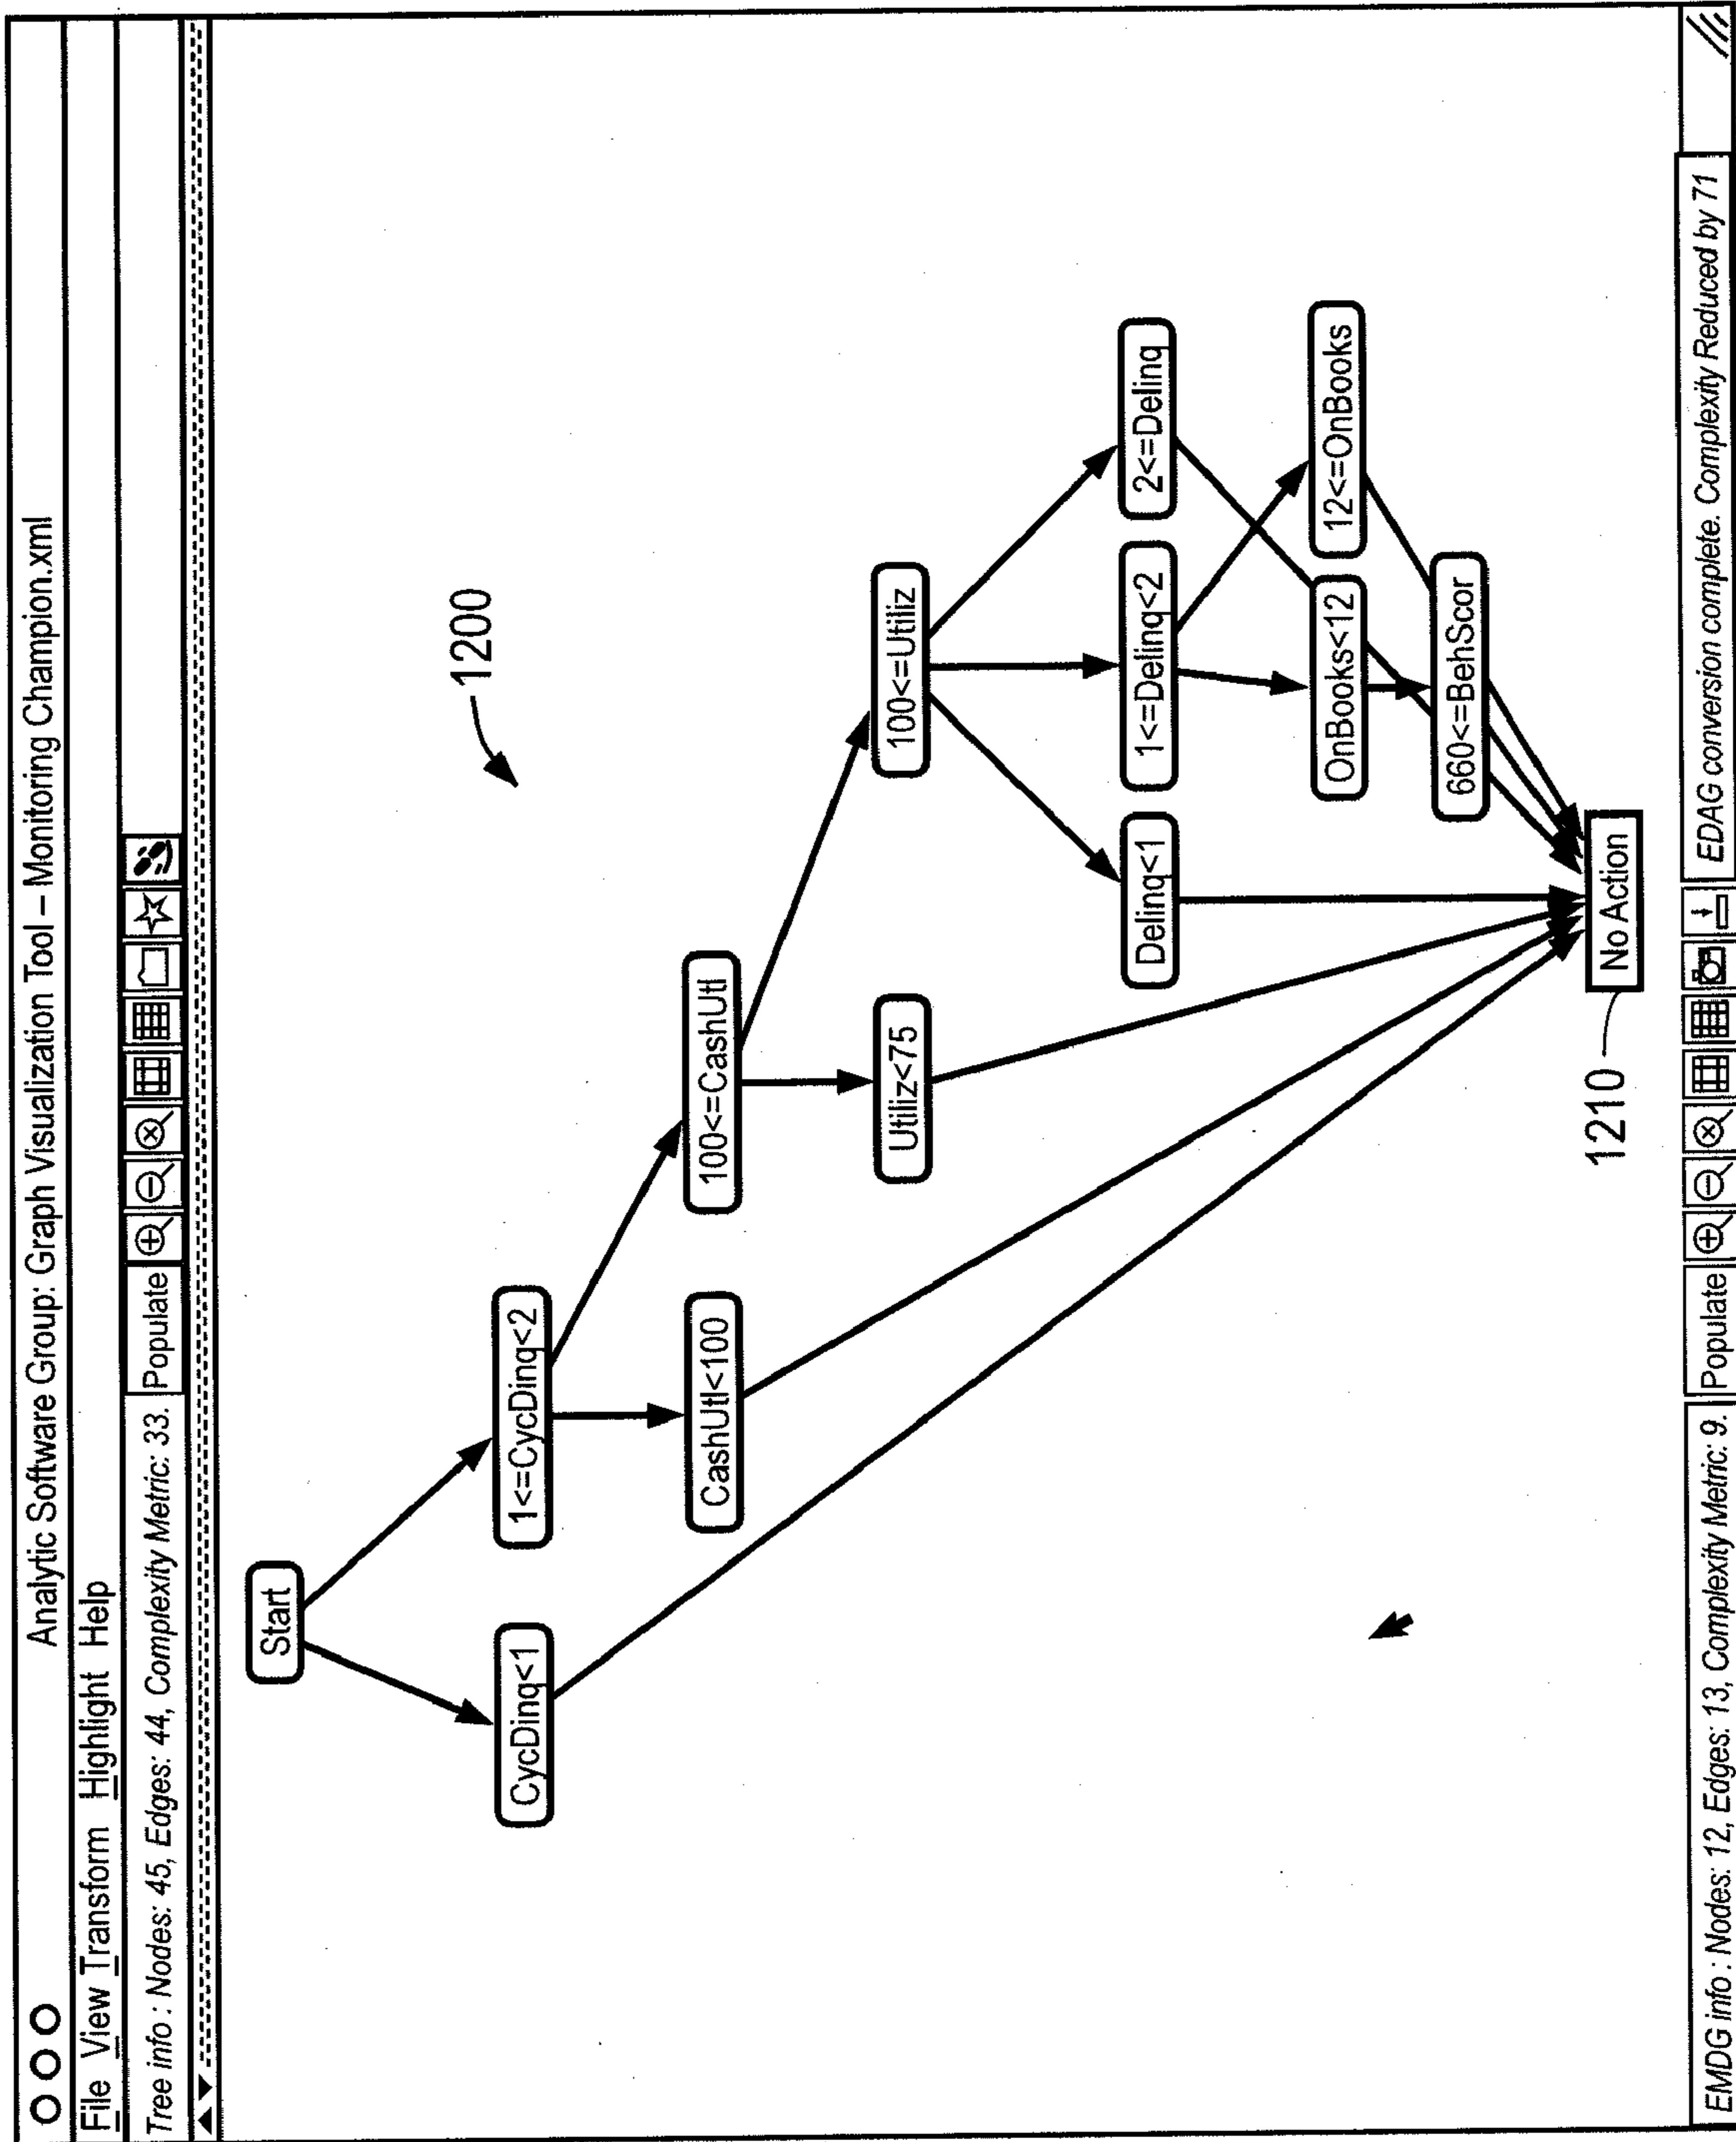 Analytic Software Group: Graph Visualization Tool – Monitoring Champion.xml
File View Transform Highlight Help
Tree info : Nodes: 45, Edges: 44, Complexity Metric: 33. Populate
1200
Start
CycDinq<1 1<=CycDinq<2
CashUtl<100 100<=CashUtl
Utiliz<75 100<=Utiliz
Delinq<1 1<=Delinq<2 2<=Delinq
OnBooks<12 12<=OnBooks
660<=BehScor
1210 No Action
EMDG info : Nodes: 12, Edges: 13, Complexity Metric: 9. Populate EDAG conversion complete. Complexity Reduced by 71